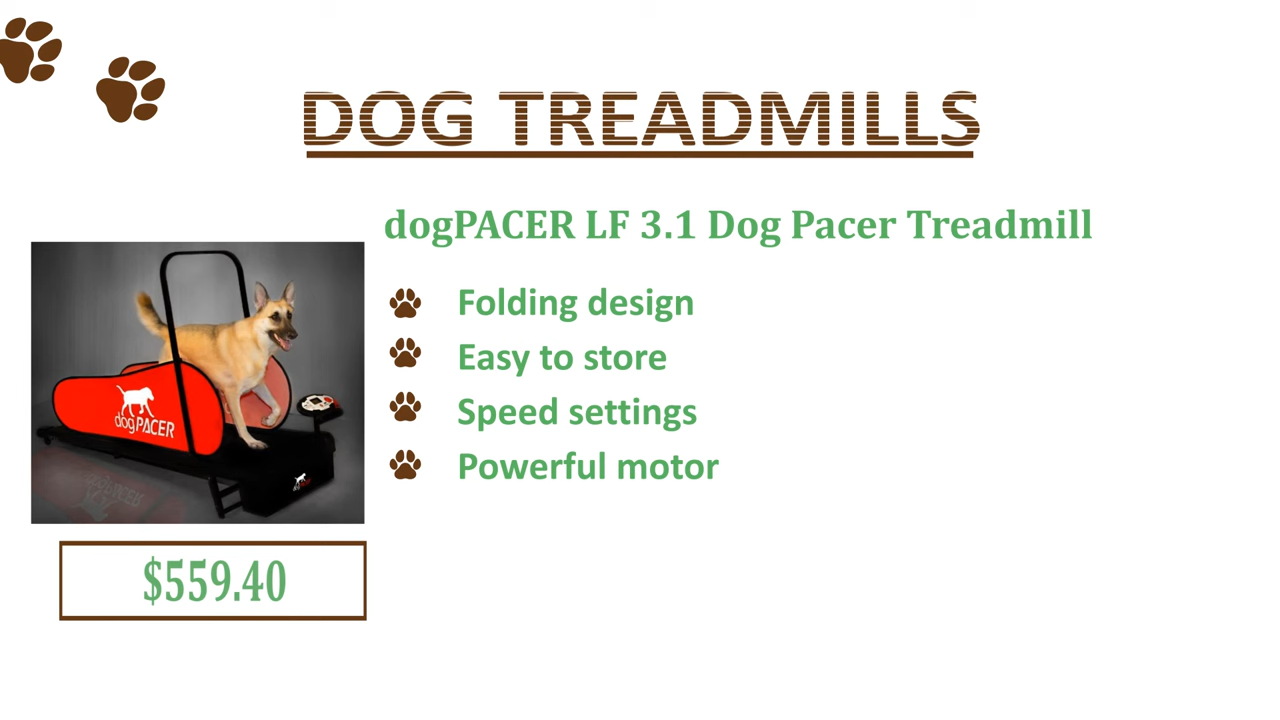 DOG TREADMILLS
dogPACER LF 3.1 Dog Pacer Treadmill
Folding design
Easy to store
Speed settings
Powerful motor
dogPACER
$559.40